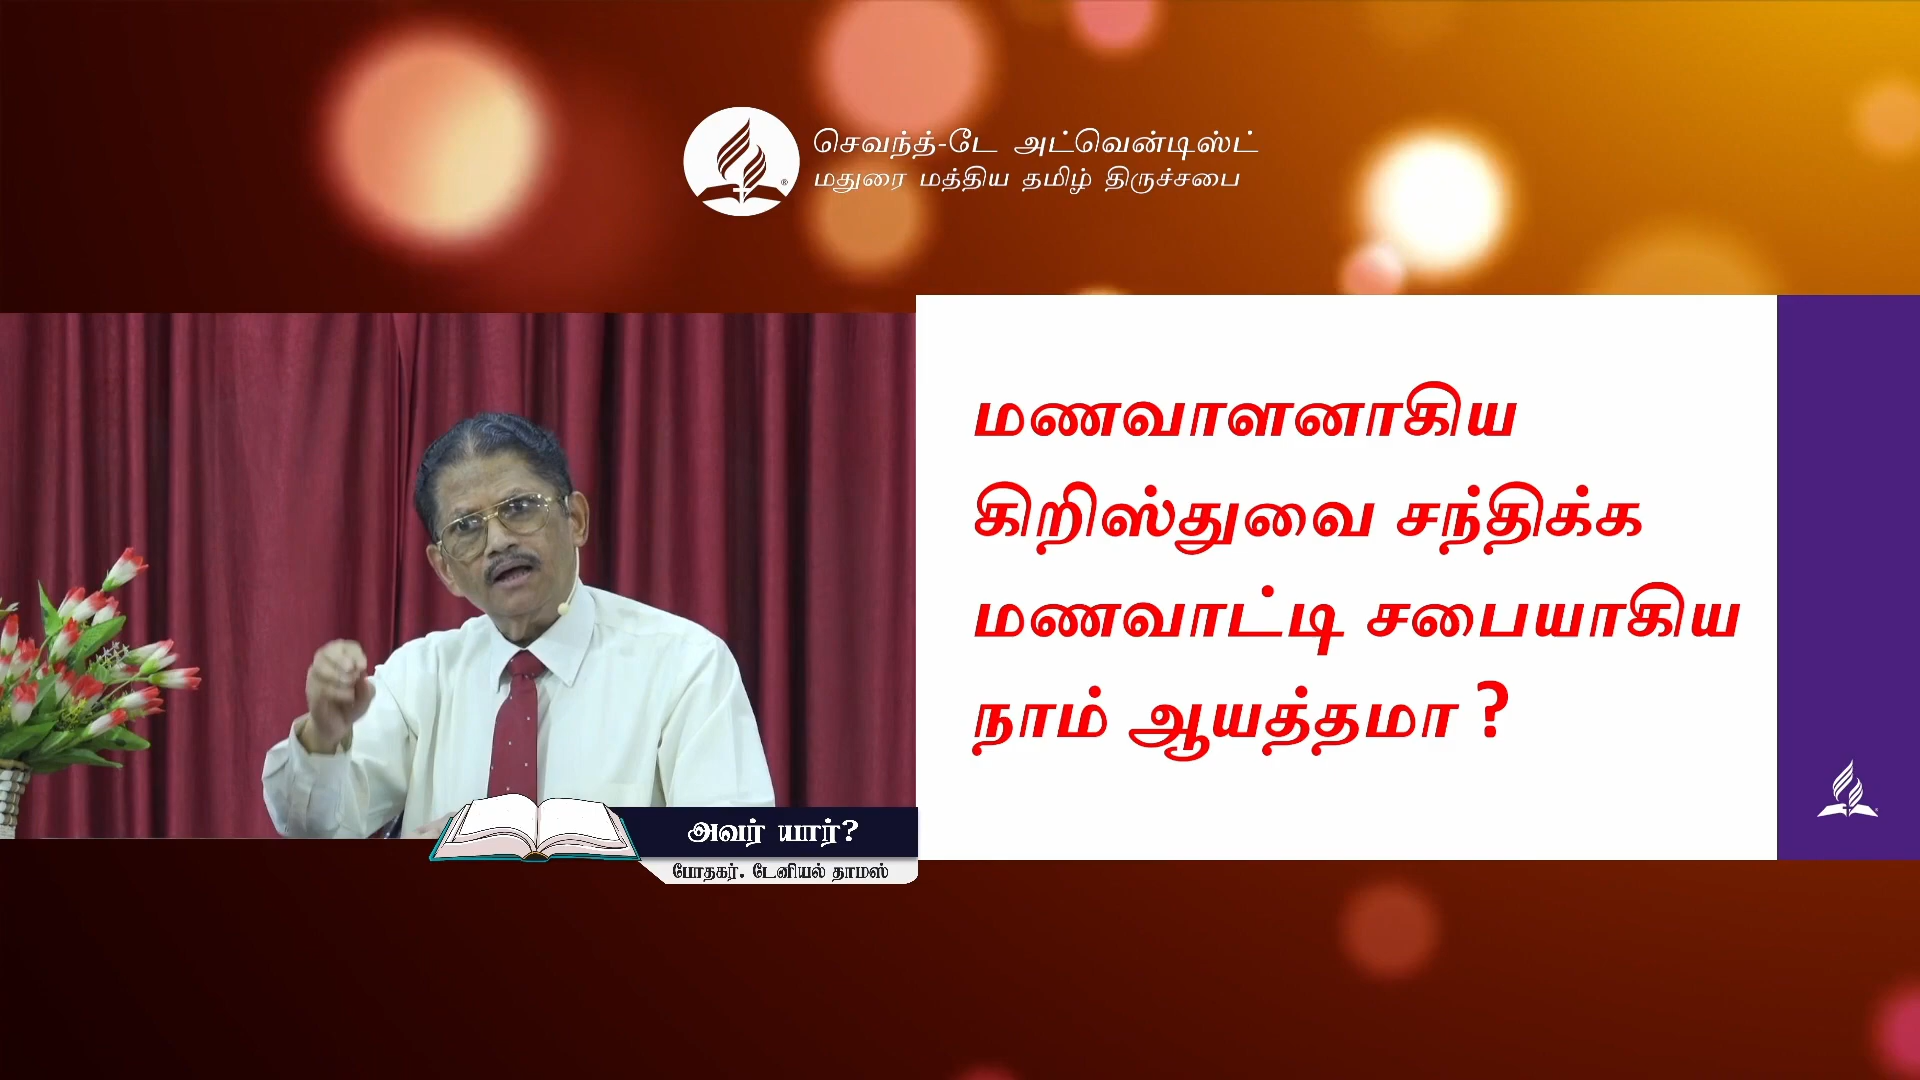 செவந்த்-டே அட்வென்டிஸ்ட்
மதுரை மத்திய தமிழ் திருச்சபை
மணவாளனாகிய
கிறிஸ்துவை சந்திக்க
மணவாட்டி சபையாகிய
நாம் ஆயத்தமா ?
அவர் யார்?
போதகர். டேனியல் தாமஸ்